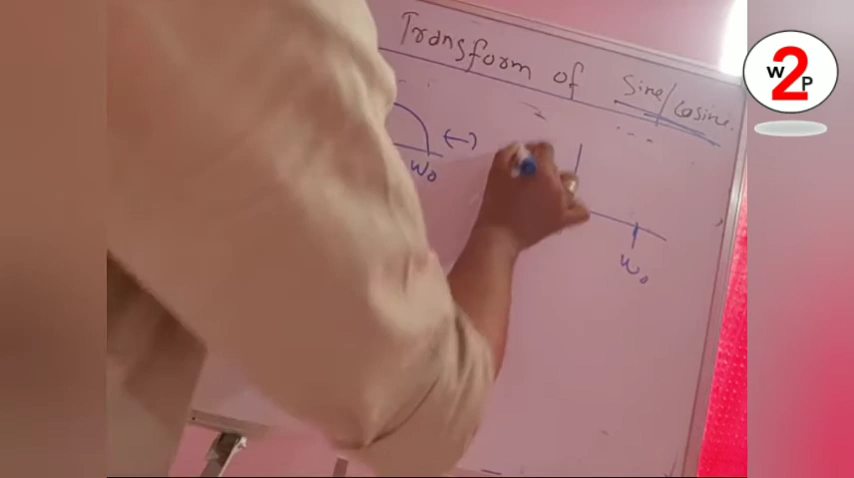 Transform of Sine/Cosine.
w2P
W₀ ↔
W₀